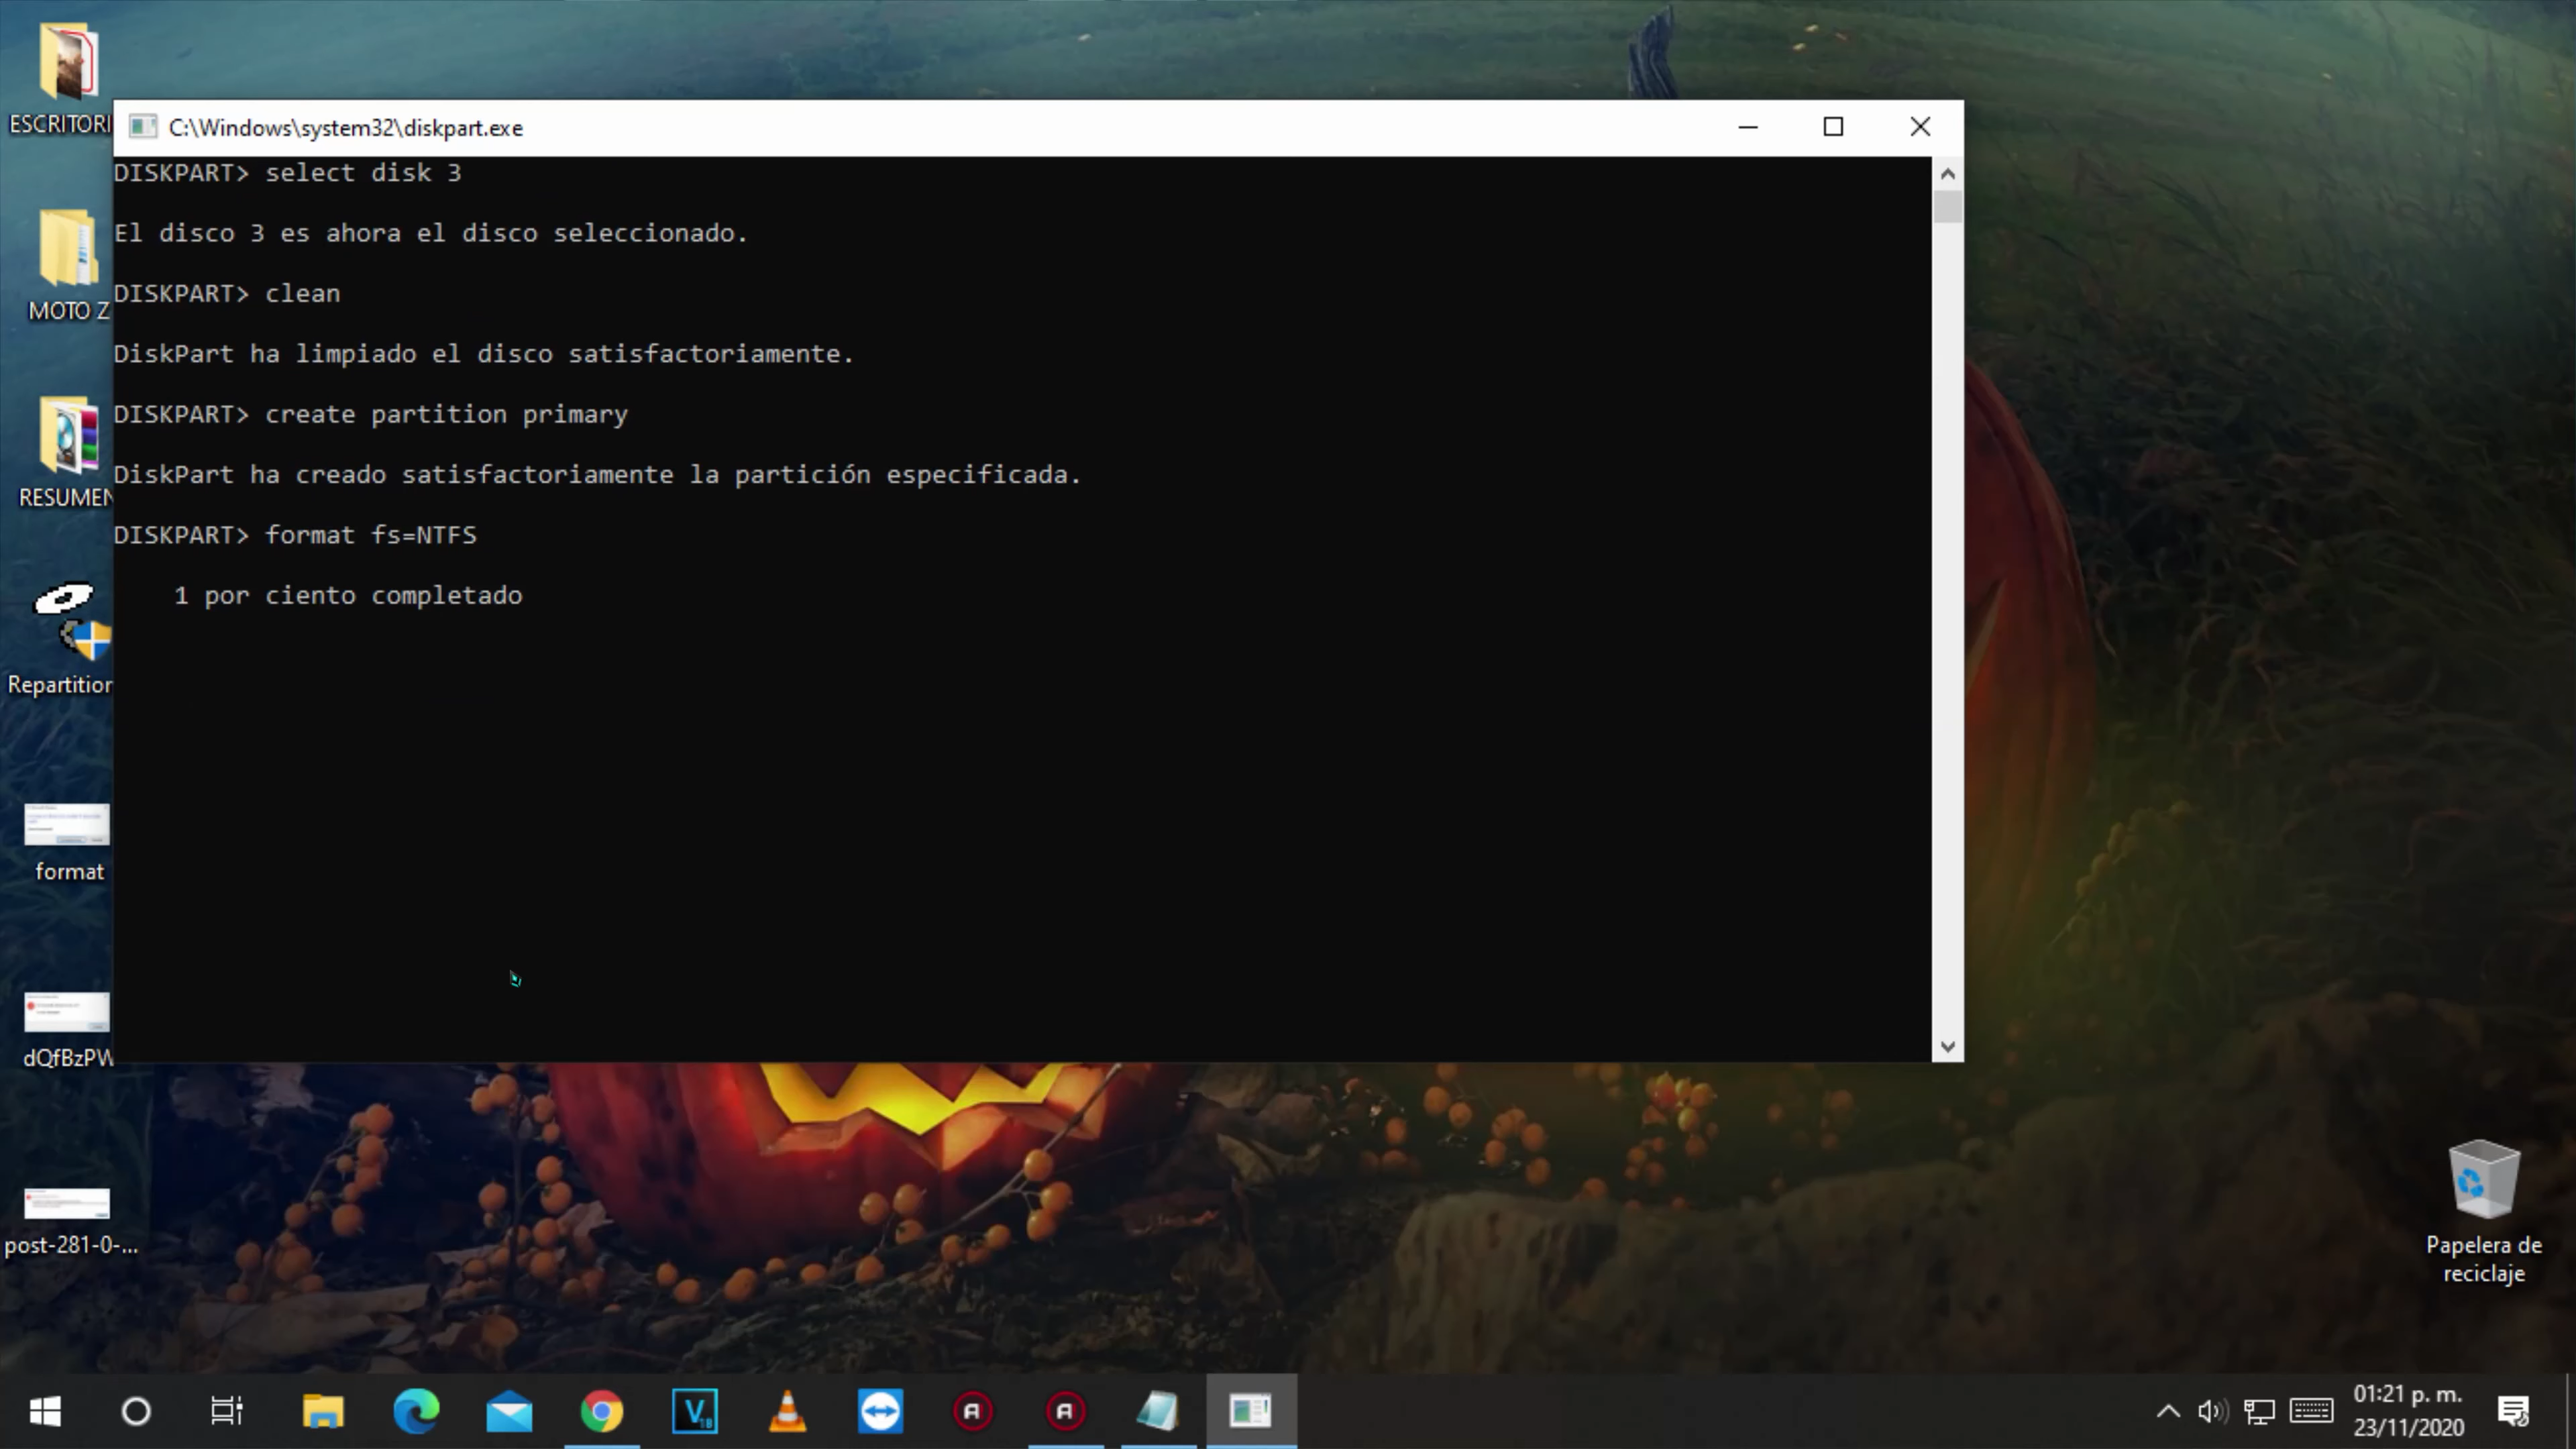 C:\Windows\system32\diskpart.exe
DISKPART> select disk 3
El disco 3 es ahora el disco seleccionado.
DISKPART> clean
DiskPart ha limpiado el disco satisfactoriamente.
DISKPART> create partition primary
DiskPart ha creado satisfactoriamente la partición especificada.
DISKPART> format fs=NTFS
1 por ciento completado
ESCRITORI
MOTO Z
RESUMEN
Repartition
format
dQfBzPW
post-281-0-...
Papelera de
reciclaje
01:21 p. m.
23/11/2020